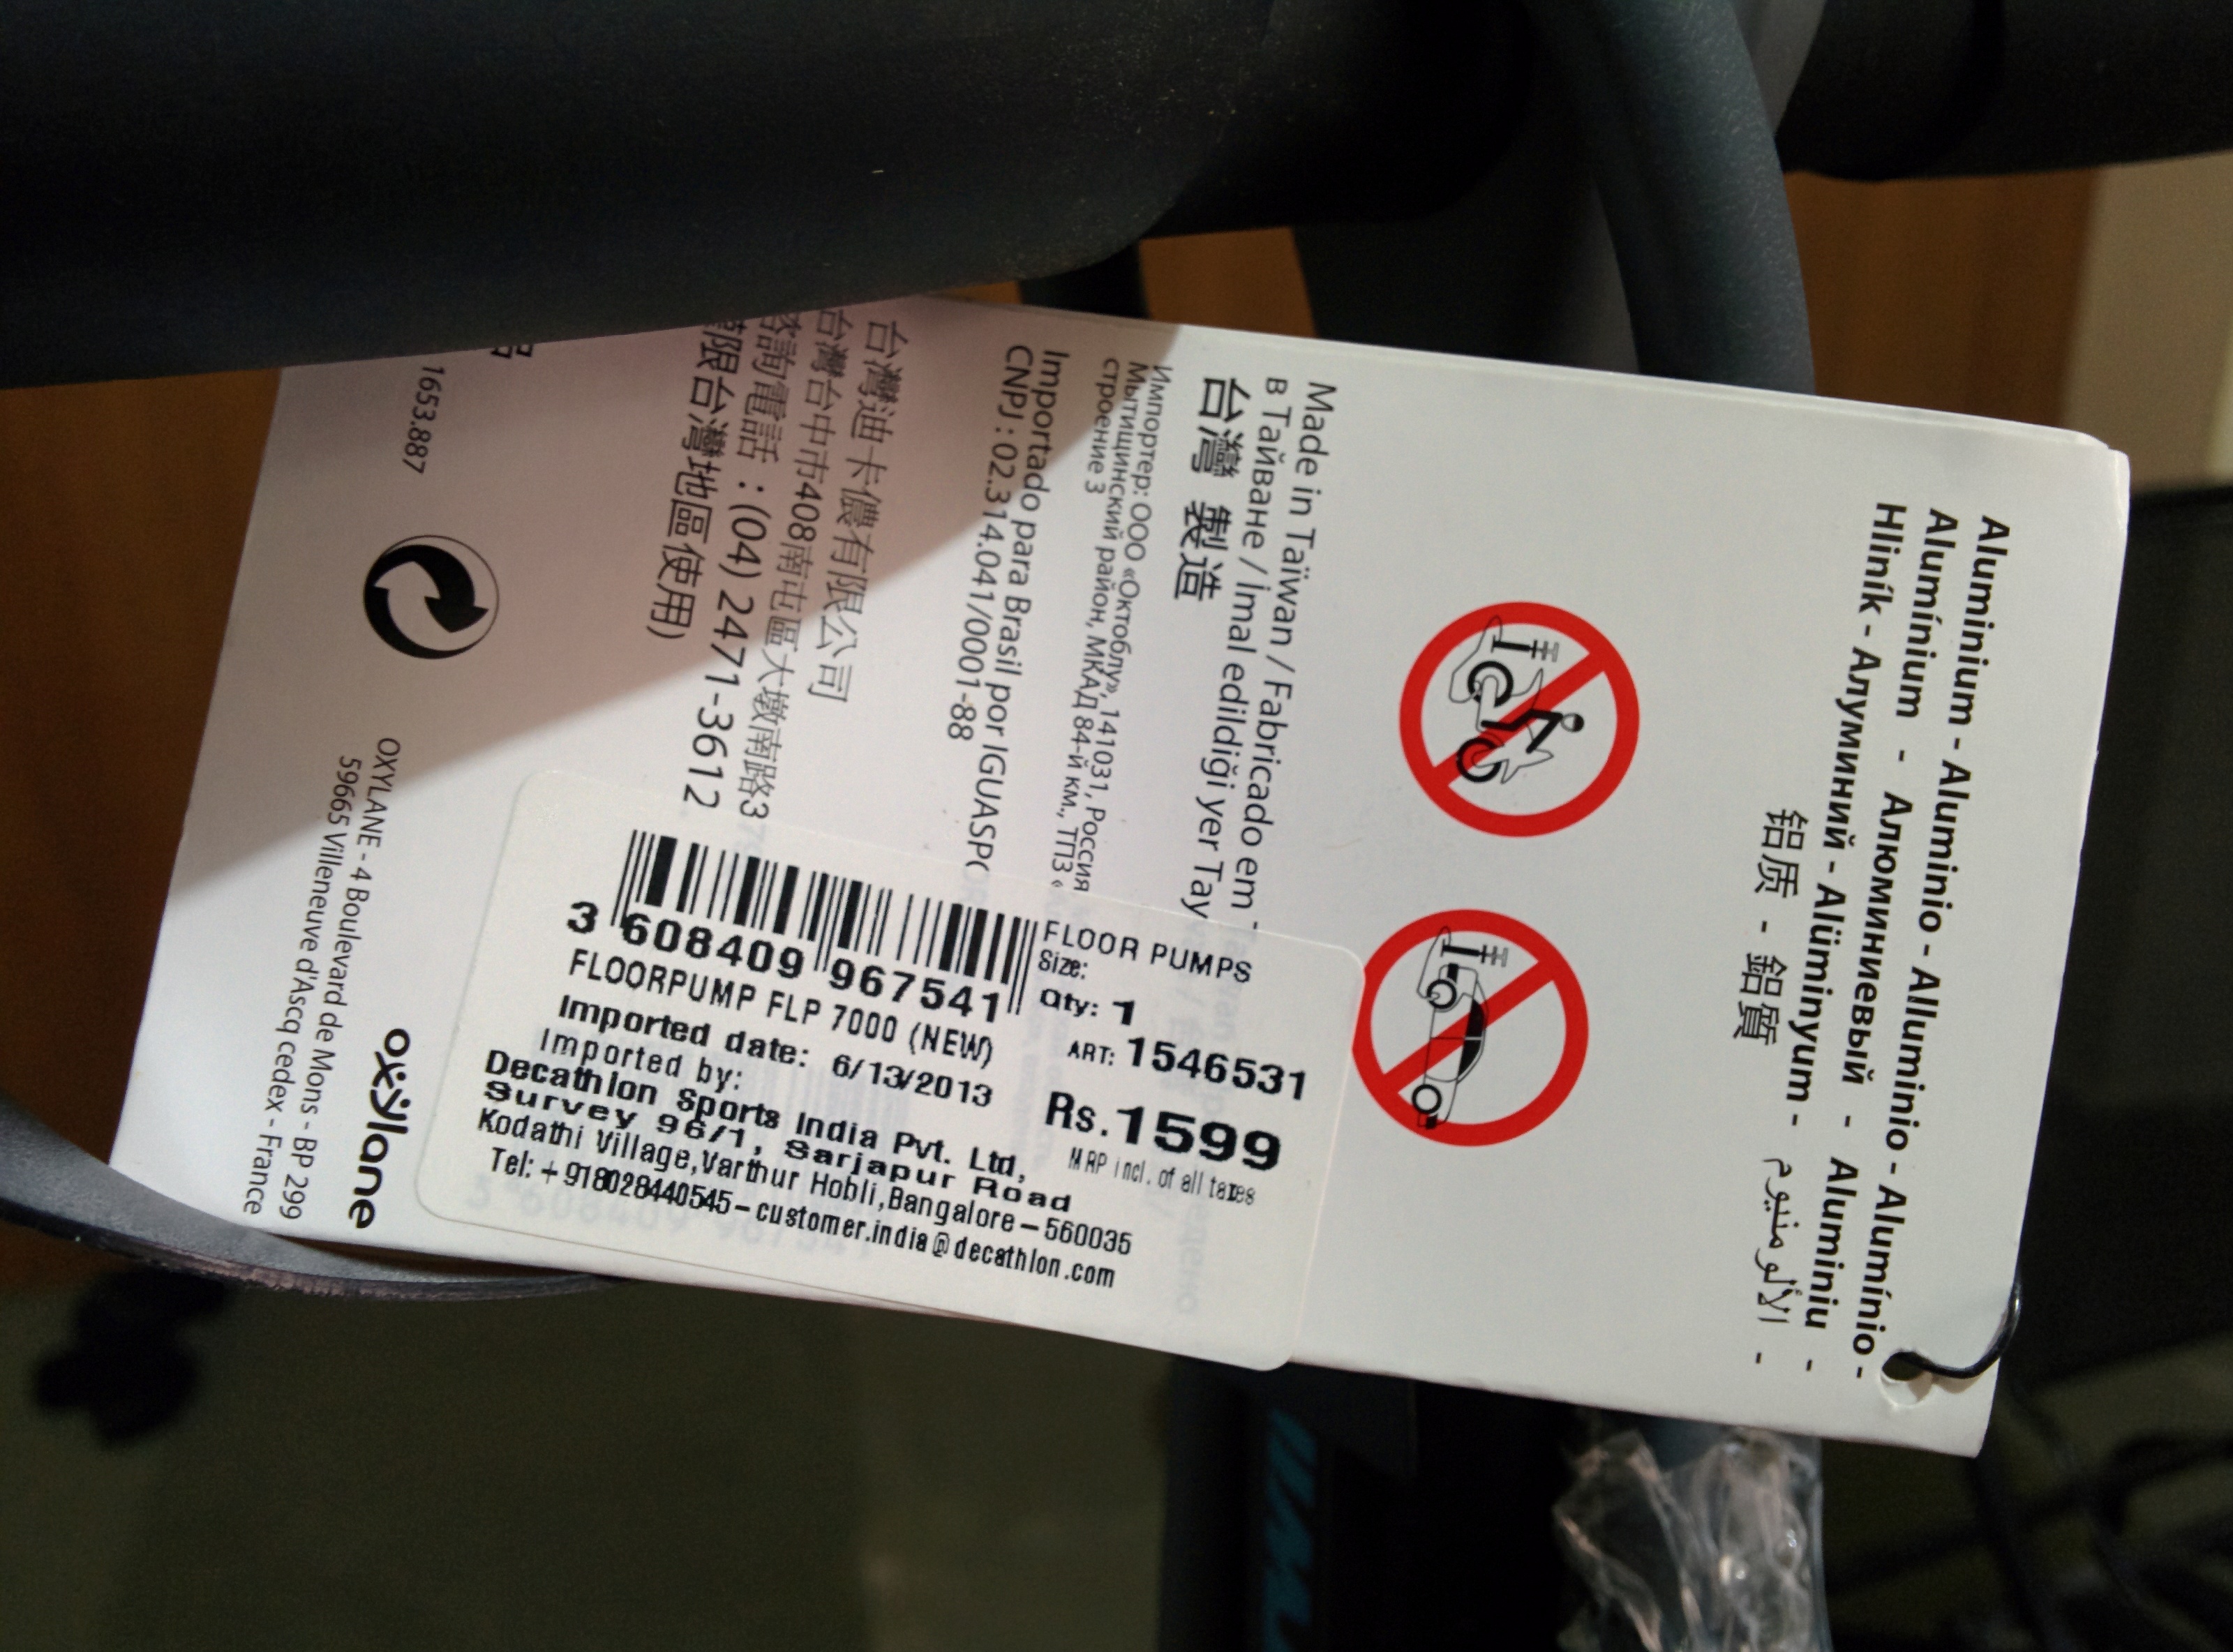 Aluminium - Aluminio - Alluminio - Alumínio -
Alumínium - Алюминиевый - Aluminiu -
Hliník - Алуминий - Alüminyum - الألومنيوم -
铝质 - 鋁質
Made in Taïwan / Fabricado em
в Тайване / İmal edildiği yer Tay
台灣 製造
Импортер: ООО «Октоблу», 141031, Россия
Мытищинский район, МКАД 84-й км., ТПЗ «
строение 3
Importado para Brasil por IGUASPO
CNPJ : 02.314.041/0001-88
台灣迪卡儂有限公司
台灣台中市408南屯區大墩南路3
諮詢電話：(04) 2471-3612
僅限台灣地區使用)
1653.887
OXYLANE - 4 Boulevard de Mons - BP 299
59665 Villeneuve d'Ascq cedex - France
oxylane
FLOOR PUMPS
Size:
Qty: 1
ART: 1546531
Rs.1599
MRP incl. of all taxes
3 608409 967541
FLOORPUMP FLP 7000 (NEW)
Imported date: 6/13/2013
Imported by:
Decathlon Sports India Pvt. Ltd,
Survey 96/1, Sarjapur Road
Kodathi Village,Varthur Hobli,Bangalore – 560035
Tel: + 918028440545 – customer.india@decathlon.com